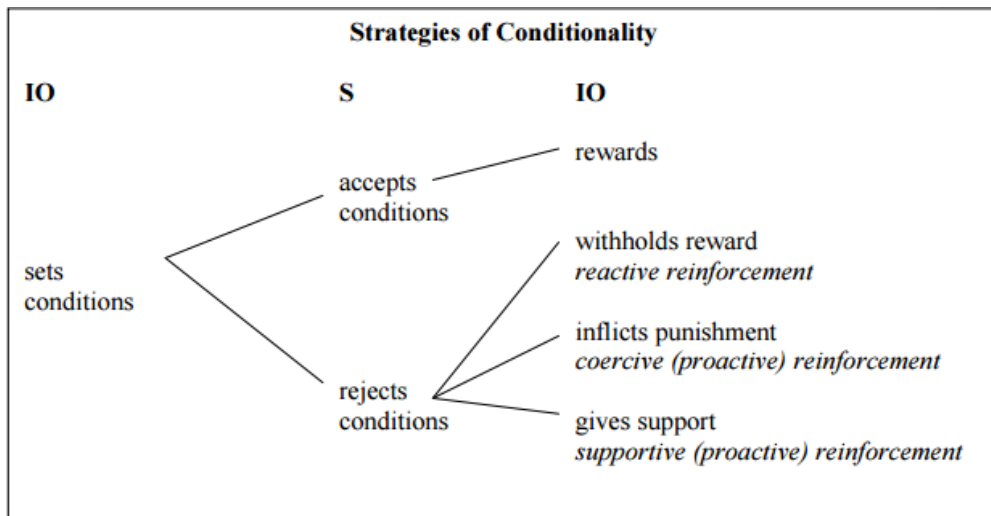 Strategies of Conditionality
IO S IO
rewards
accepts
conditions
withholds reward
reactive reinforcement
sets
conditions
inflicts punishment
coercive (proactive) reinforcement
rejects
conditions
gives support
supportive (proactive) reinforcement